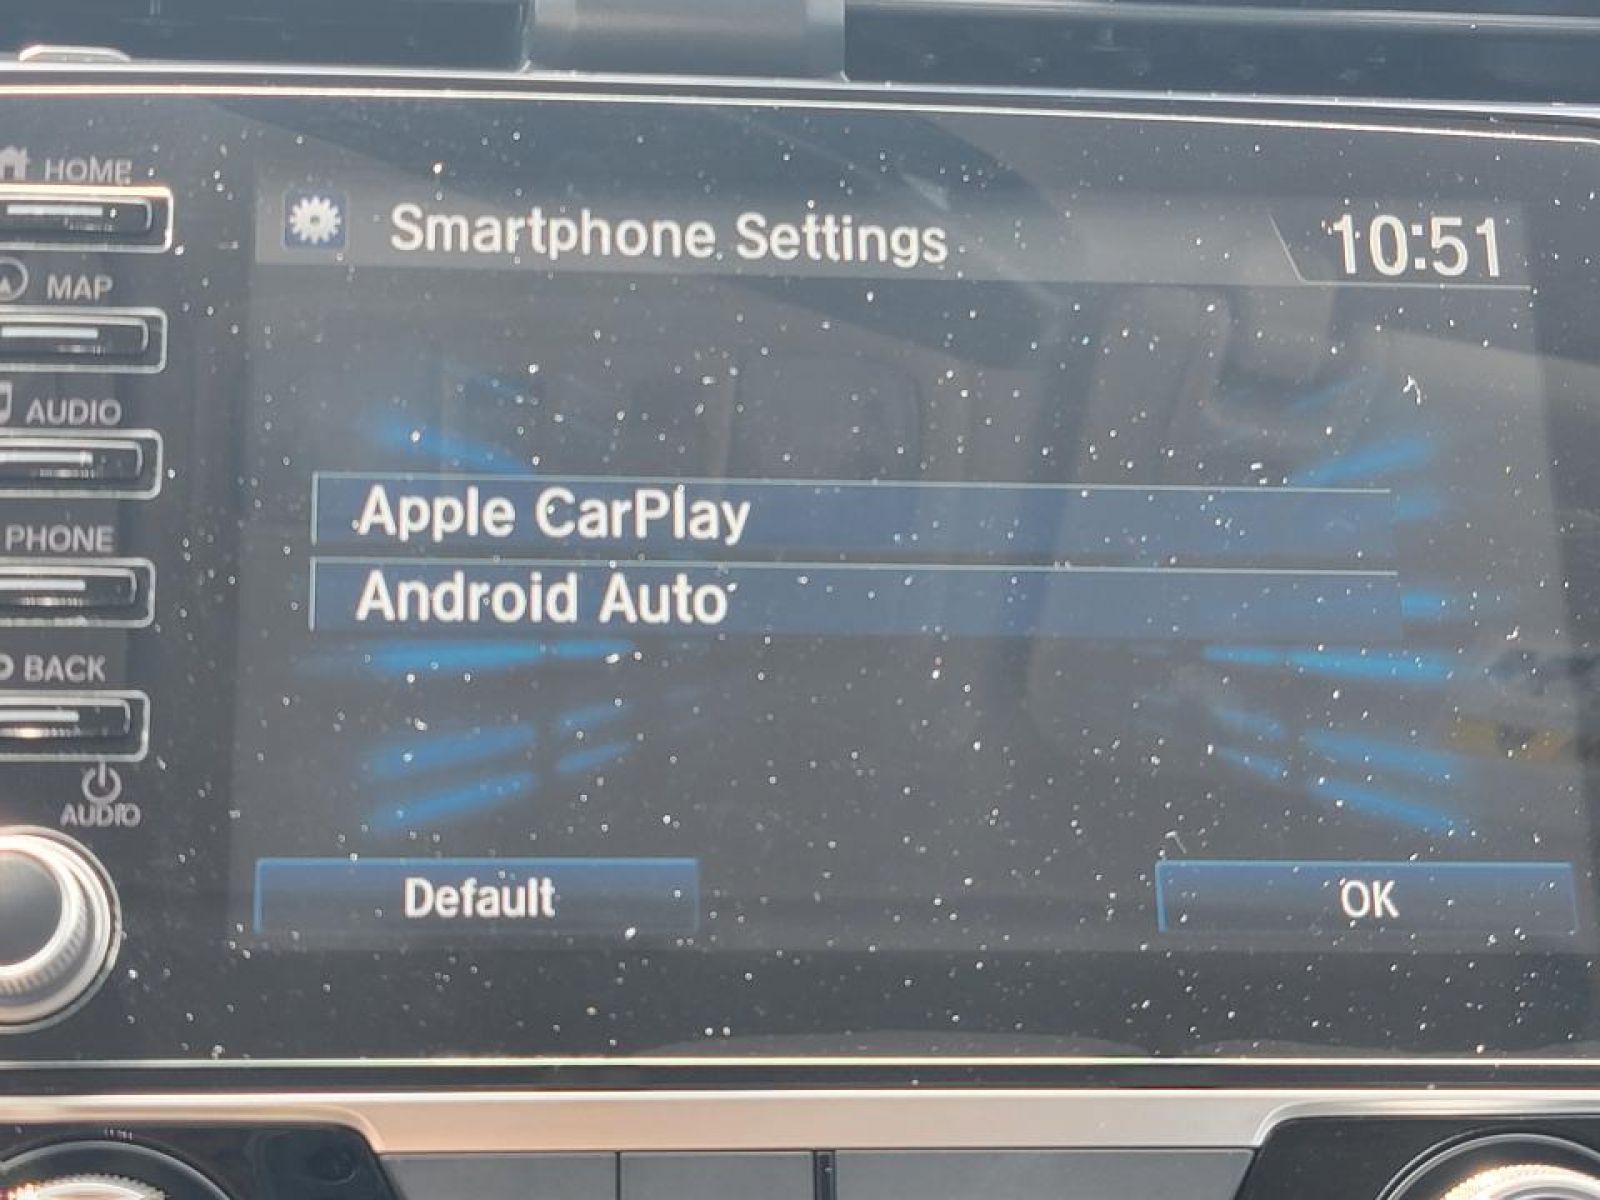 HOME
Smartphone Settings
10:51
MAP
AUDIO
Apple CarPlay
PHONE
Android Auto
BACK
AUDIO
Default
OK